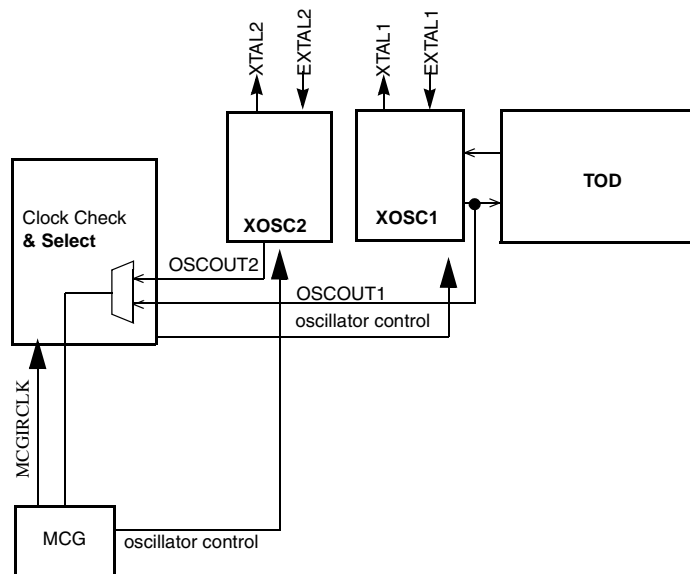 XTAL2
EXTAL2
XTAL1
EXTAL1
XOSC2
XOSC1
TOD
Clock Check
& Select
OSCOUT2
OSCOUT1
oscillator control
MCGIRCLK
MCG
oscillator control